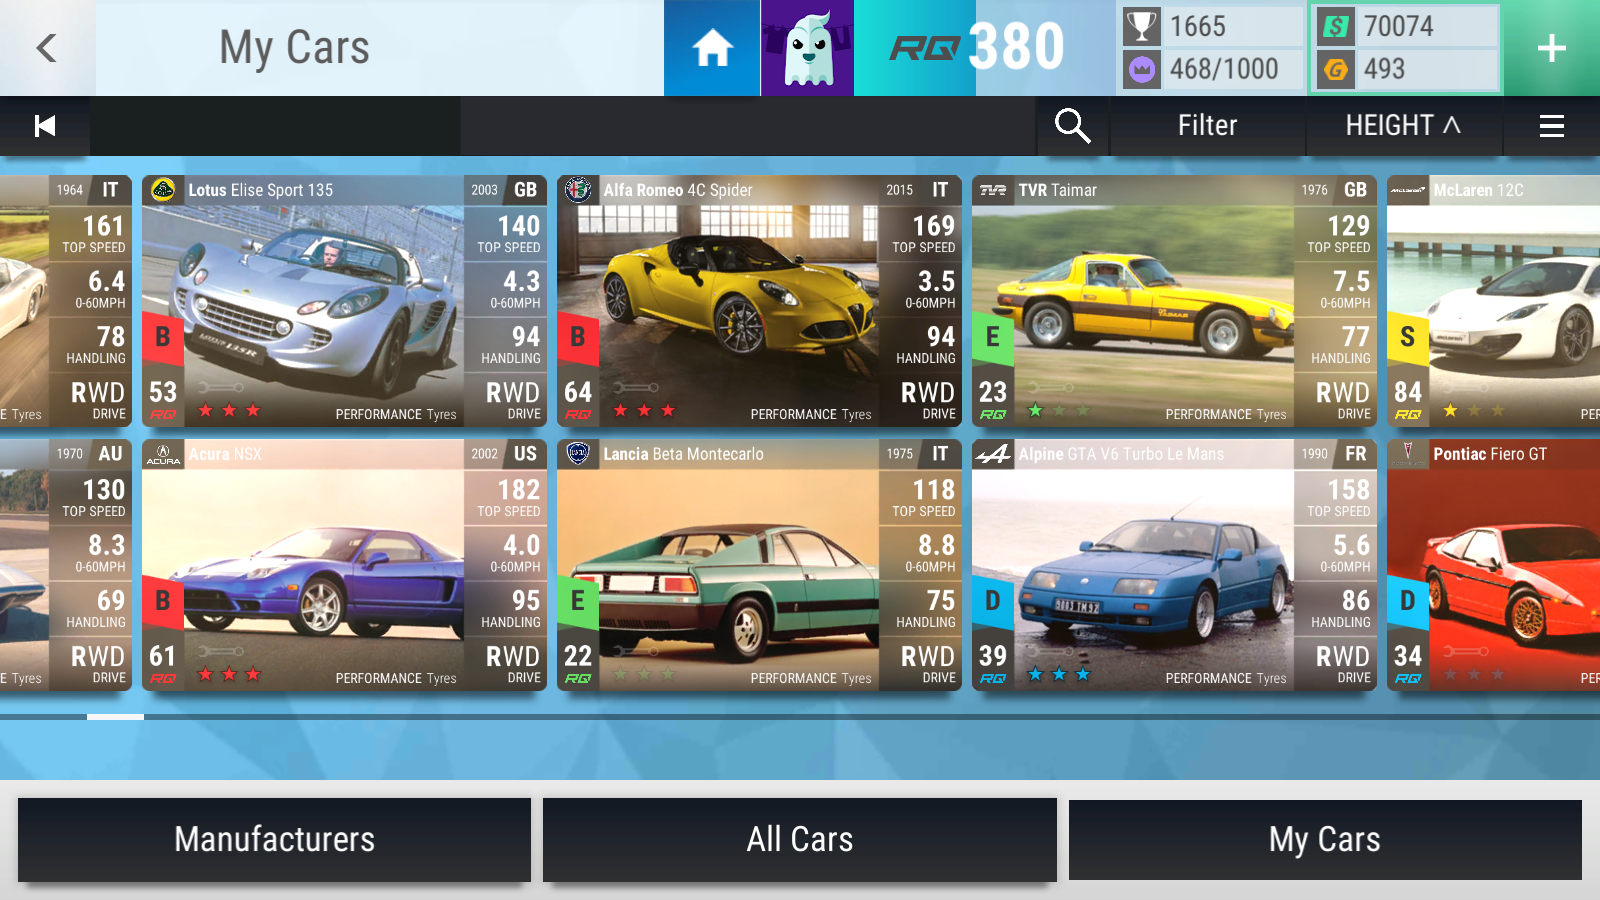 My Cars
RQ 380
1665
468/1000
70074
493
Filter
HEIGHT ˄
1964 IT
161
TOP SPEED
6.4
0-60MPH
78
HANDLING
RWD
DRIVE
E Tyres
Lotus Elise Sport 135
2003 GB
140
TOP SPEED
4.3
0-60MPH
94
HANDLING
RWD
DRIVE
B
53
RQ
PERFORMANCE Tyres
Alfa Romeo 4C Spider
2015 IT
169
TOP SPEED
3.5
0-60MPH
94
HANDLING
RWD
DRIVE
B
64
RQ
PERFORMANCE Tyres
TVR
TVR Taimar
1976 GB
129
TOP SPEED
7.5
0-60MPH
77
HANDLING
RWD
DRIVE
E
23
RQ
PERFORMANCE Tyres
McLaren 12C
S
84
RQ
PER
1970 AU
130
TOP SPEED
8.3
0-60MPH
69
HANDLING
RWD
DRIVE
E Tyres
ACURA
Acura NSX
2002 US
182
TOP SPEED
4.0
0-60MPH
95
HANDLING
RWD
DRIVE
B
61
RQ
PERFORMANCE Tyres
Lancia Beta Montecarlo
1975 IT
118
TOP SPEED
8.8
0-60MPH
75
HANDLING
RWD
DRIVE
E
22
RQ
PERFORMANCE Tyres
Alpine GTA V6 Turbo Le Mans
1990 FR
158
TOP SPEED
5.6
0-60MPH
86
HANDLING
RWD
DRIVE
D
39
RQ
PERFORMANCE Tyres
Pontiac Fiero GT
D
34
RQ
PER
Manufacturers
All Cars
My Cars